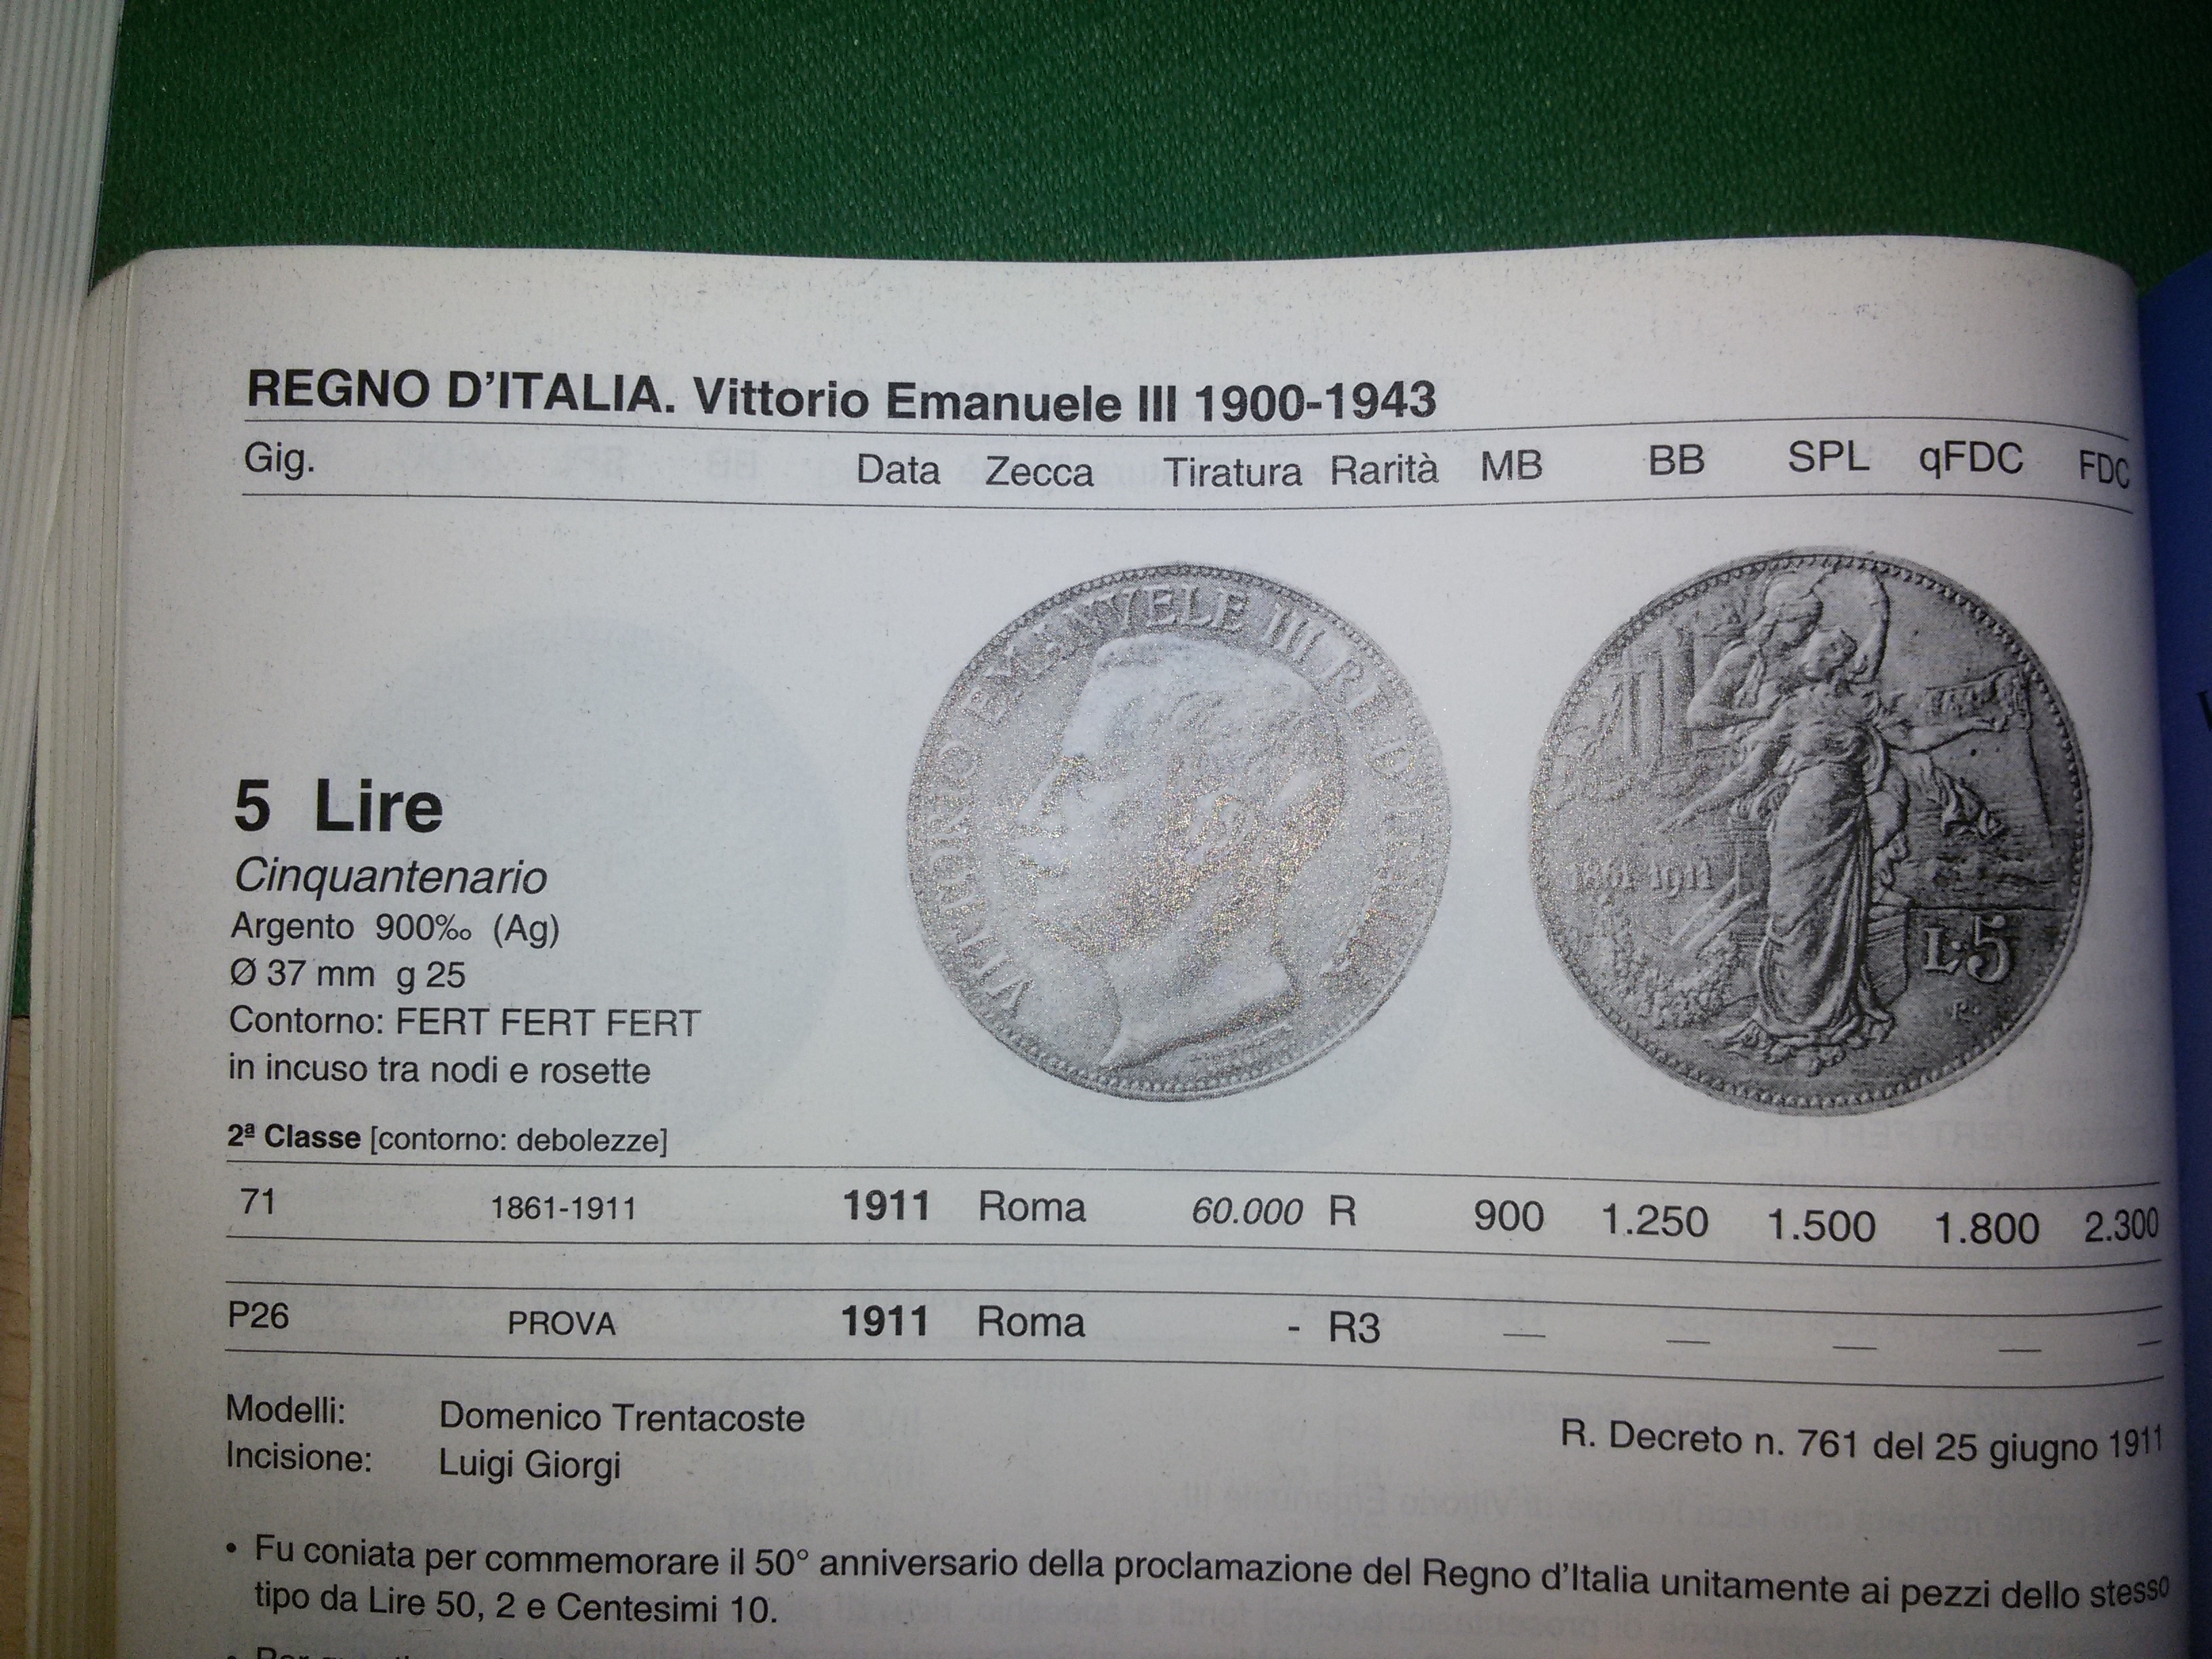 REGNO D'ITALIA. Vittorio Emanuele III 1900-1943
Gig. Data Zecca Tiratura Rarità MB BB SPL qFDC FDC
VITTORIO EMANVELE III RE D'ITALIA
1861-1911
L.5
R.
5 Lire
Cinquantenario
Argento 900‰ (Ag)
Ø 37 mm g 25
Contorno: FERT FERT FERT
in incuso tra nodi e rosette
2ª Classe [contorno: debolezze]
71 1861-1911 1911 Roma 60.000 R 900 1.250 1.500 1.800 2.300
P26 PROVA 1911 Roma - R3 — — — — —
Modelli: Domenico Trentacoste
Incisione: Luigi Giorgi
R. Decreto n. 761 del 25 giugno 1911
• Fu coniata per commemorare il 50° anniversario della proclamazione del Regno d'Italia unitamente ai pezzi dello stesso
tipo da Lire 50, 2 e Centesimi 10.